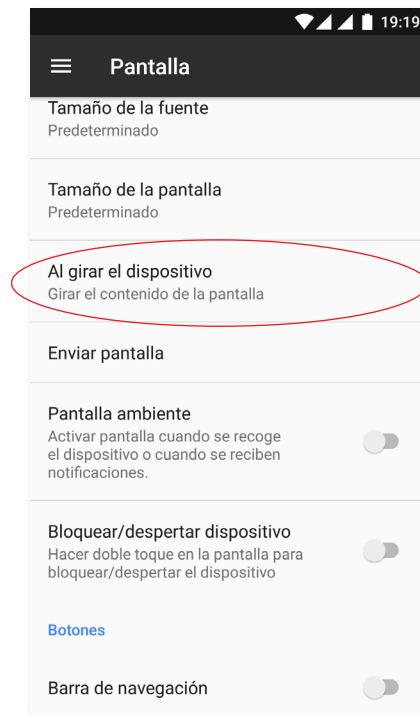 19:19
Pantalla
Tamaño de la fuente
Predeterminado
Tamaño de la pantalla
Predeterminado
Al girar el dispositivo
Girar el contenido de la pantalla
Enviar pantalla
Pantalla ambiente
Activar pantalla cuando se recoge
el dispositivo o cuando se reciben
notificaciones.
Bloquear/despertar dispositivo
Hacer doble toque en la pantalla para
bloquear/despertar el dispositivo
Botones
Barra de navegación